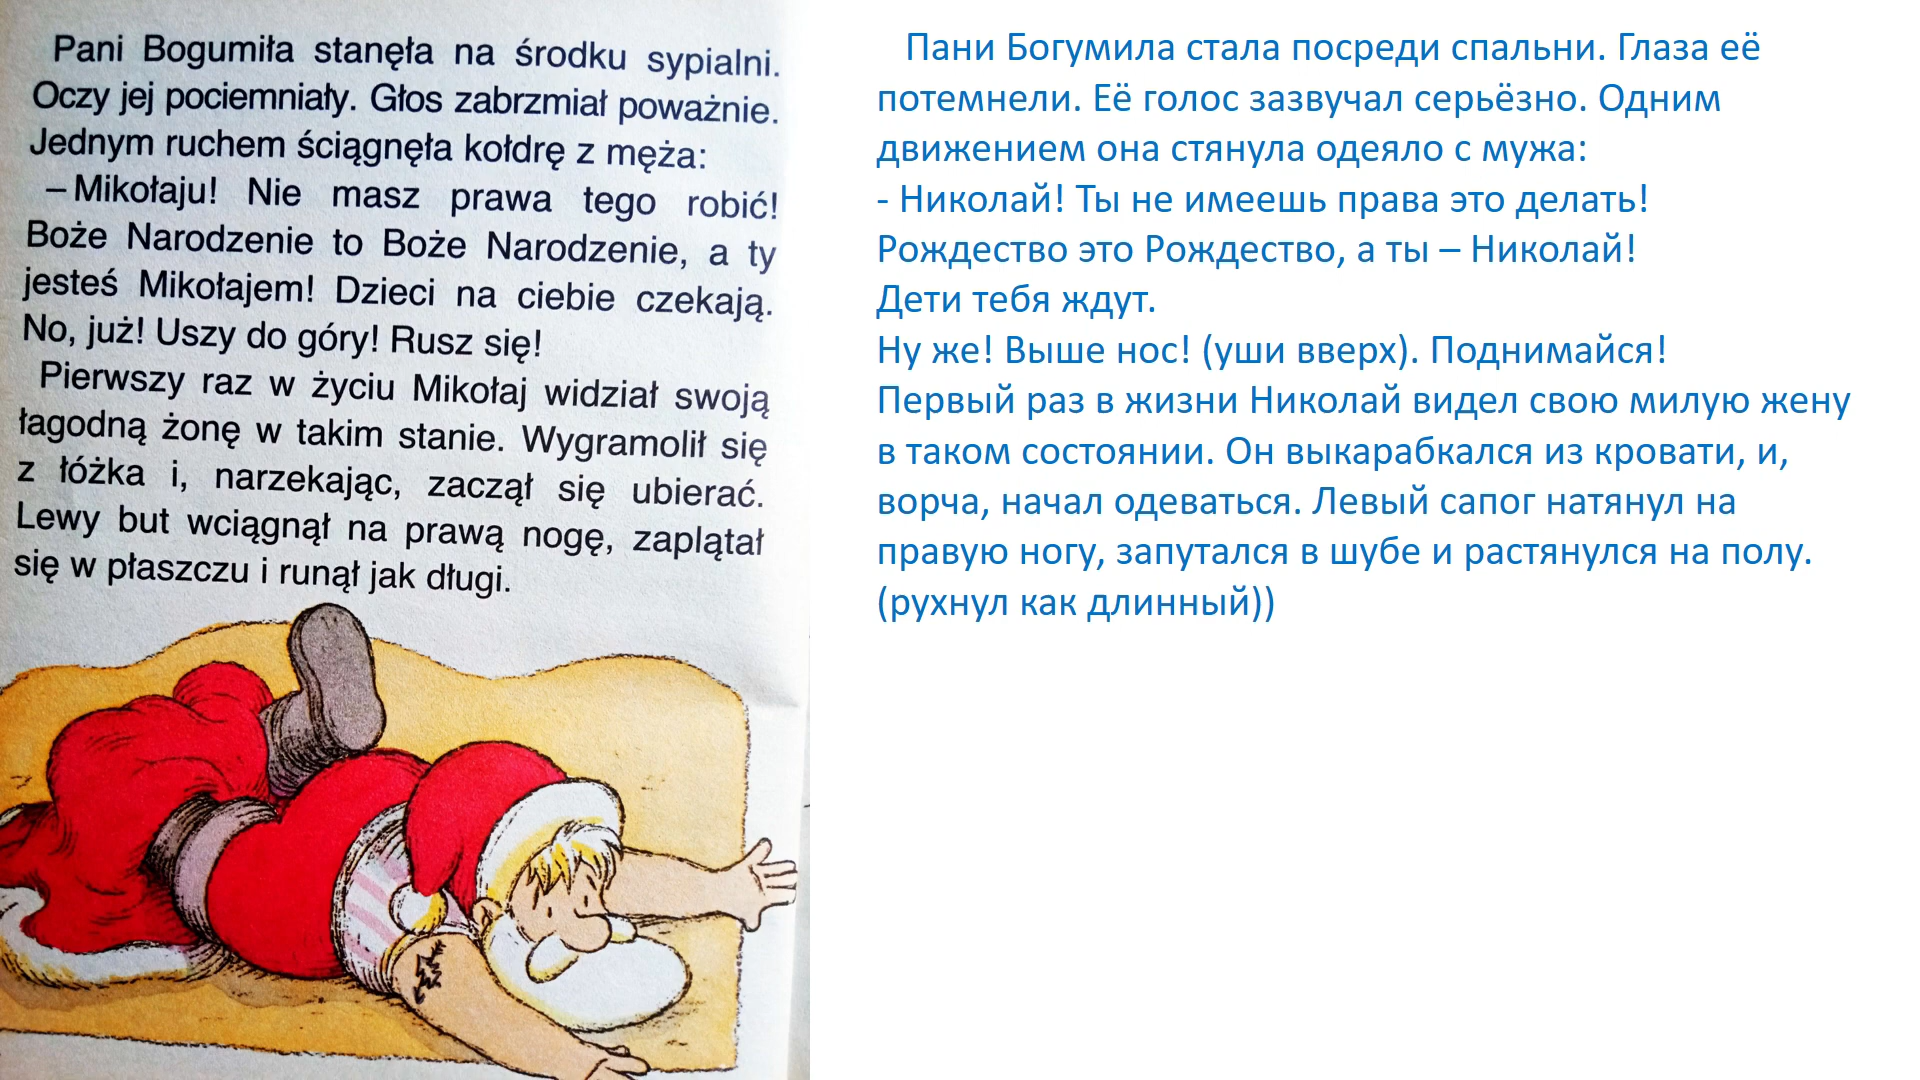 Pani Bogumiła stanęła na środku sypialni.
Oczy jej pociemniały. Głos zabrzmiał poważnie.
Jednym ruchem ściągnęła kołdrę z męża:
– Mikołaju! Nie masz prawa tego robić!
Boże Narodzenie to Boże Narodzenie, a ty
jesteś Mikołajem! Dzieci na ciebie czekają.
No, już! Uszy do góry! Rusz się!
Pierwszy raz w życiu Mikołaj widział swoją
łagodną żonę w takim stanie. Wygramolił się
z łóżka i, narzekając, zaczął się ubierać.
Lewy but wciągnął na prawą nogę, zaplątał
się w płaszczu i runął jak długi.
Пани Богумила стала посреди спальни. Глаза её
потемнели. Её голос зазвучал серьёзно. Одним
движением она стянула одеяло с мужа:
- Николай! Ты не имеешь права это делать!
Рождество это Рождество, а ты – Николай!
Дети тебя ждут.
Ну же! Выше нос! (уши вверх). Поднимайся!
Первый раз в жизни Николай видел свою милую жену
в таком состоянии. Он выкарабкался из кровати, и,
ворча, начал одеваться. Левый сапог натянул на
правую ногу, запутался в шубе и растянулся на полу.
(рухнул как длинный))